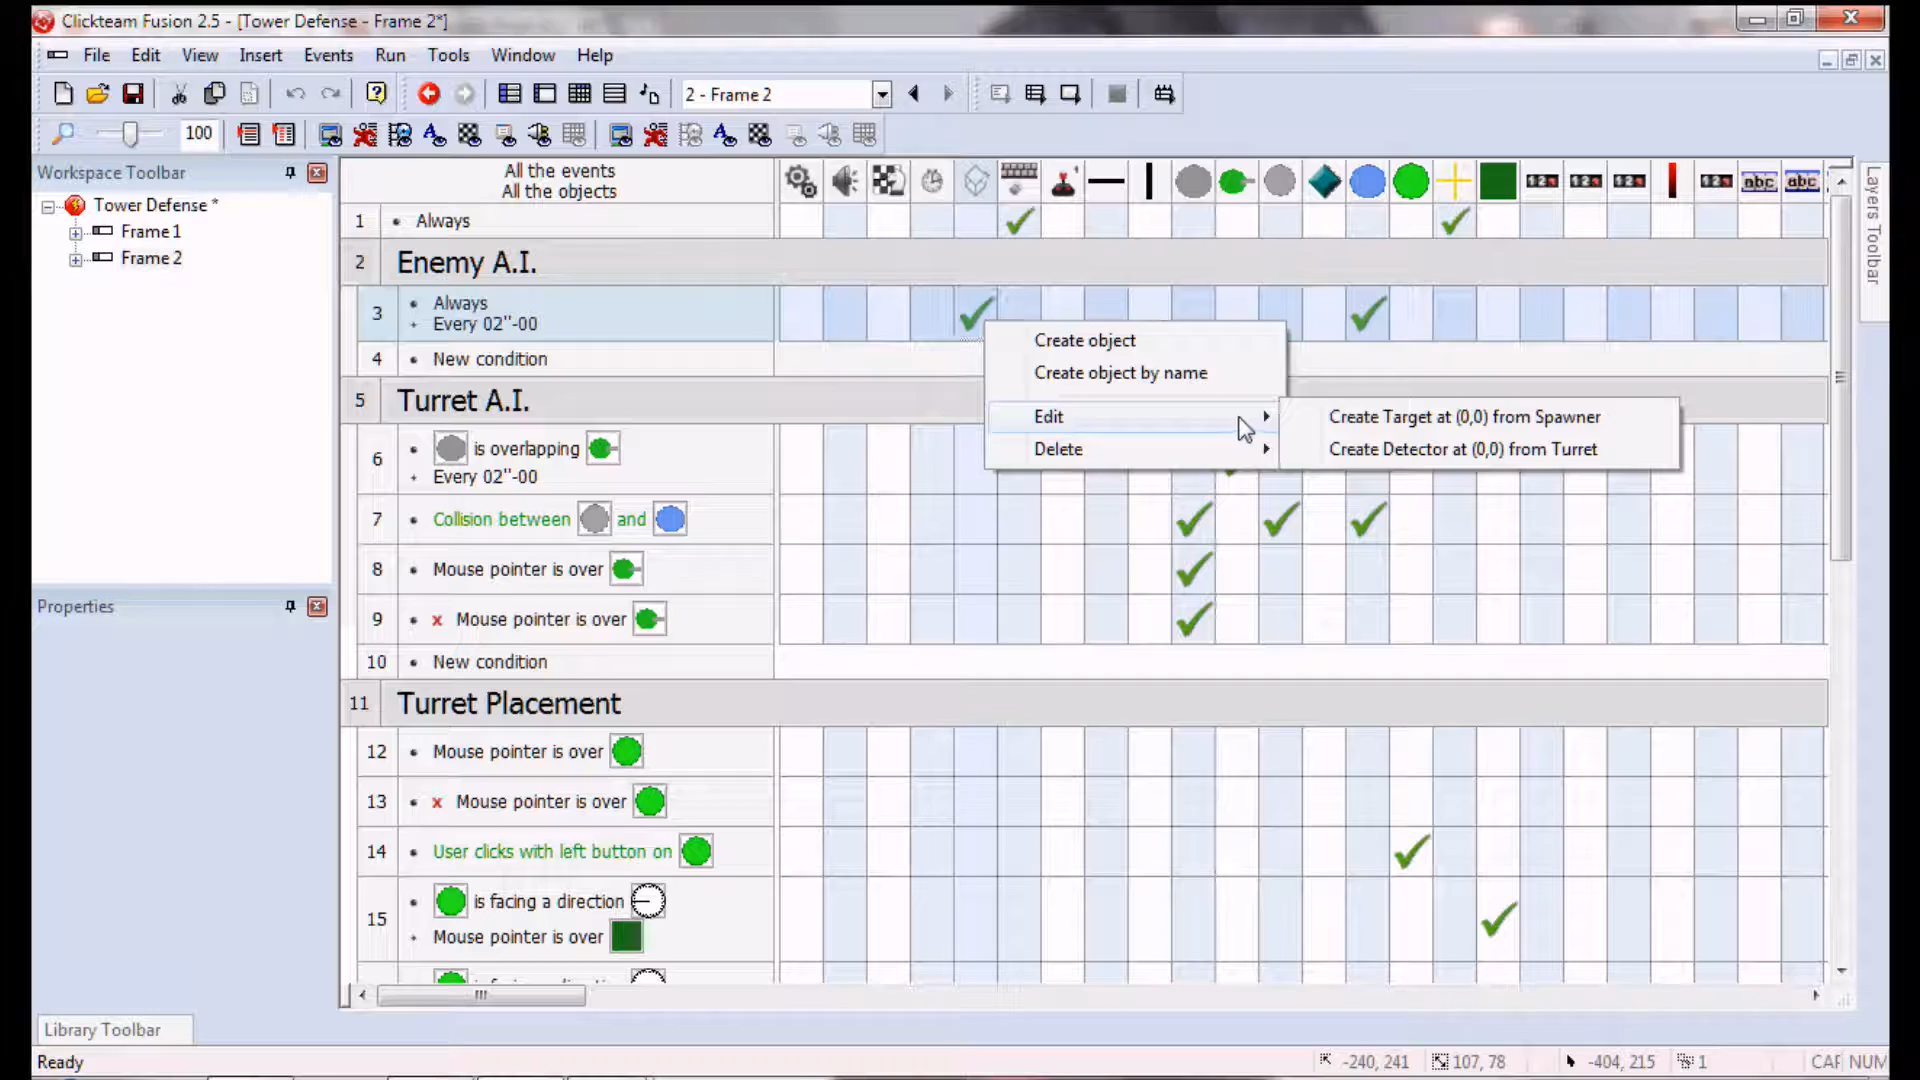 Clickteam Fusion 2.5 - [Tower Defense - Frame 2*]
File Edit View Insert Events Run Tools Window Help
2 - Frame 2
100
Workspace Toolbar
Tower Defense *
Frame 1
Frame 2
Properties
Library Toolbar
Layers Toolbar
All the events
All the objects
1 Always
2 Enemy A.I.
3 Always
Every 02"-00
4 New condition
5 Turret A.I.
6 is overlapping
Every 02"-00
7 Collision between and
8 Mouse pointer is over
9 x Mouse pointer is over
10 New condition
11 Turret Placement
12 Mouse pointer is over
13 x Mouse pointer is over
14 User clicks with left button on
15 is facing a direction
Mouse pointer is over
abc abc
Create object
Create object by name
Edit
Delete
Create Target at (0,0) from Spawner
Create Detector at (0,0) from Turret
Ready
-240, 241 107, 78 -404, 215 1 CAP NUM